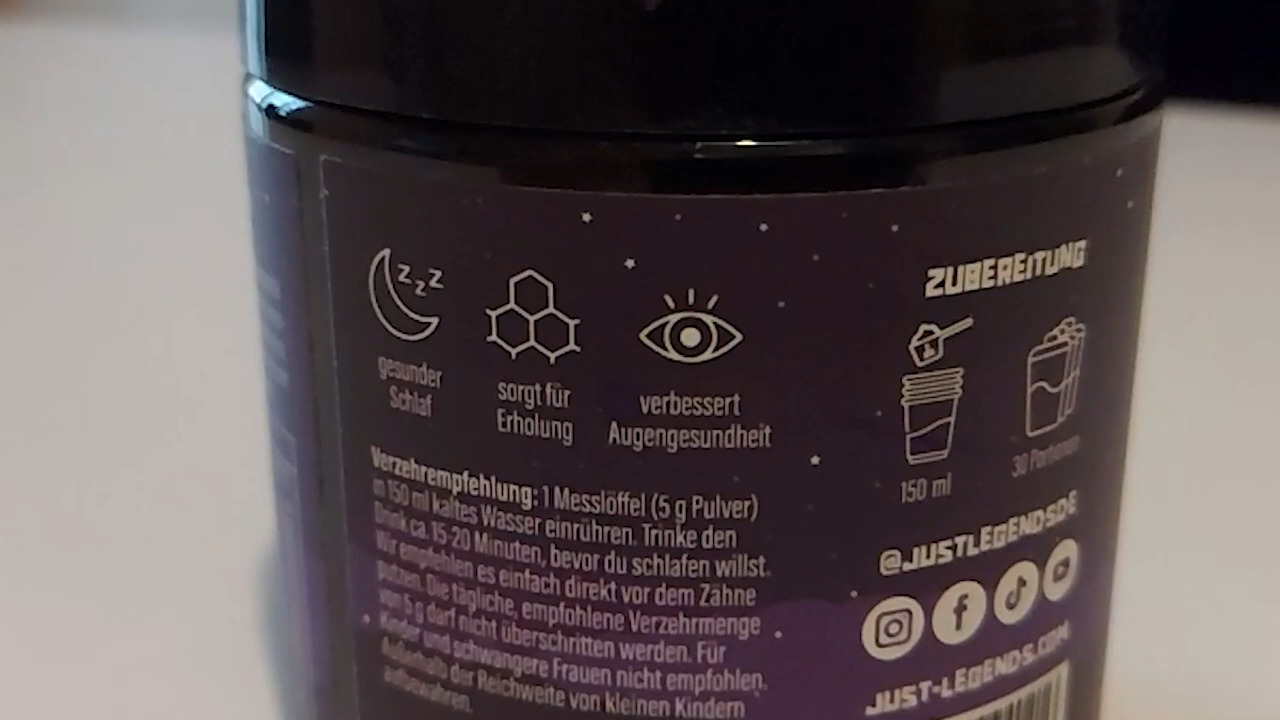 zzz
gesunder
Schlaf
sorgt für
Erholung
verbessert
Augengesundheit
Verzehrempfehlung: 1 Messlöffel (5 g Pulver)
in 150 ml kaltes Wasser einrühren. Trinke den
Drink ca. 15-20 Minuten, bevor du schlafen willst.
Wir empfehlen es einfach direkt vor dem Zähne
putzen. Die tägliche, empfohlene Verzehrmenge
von 5 g darf nicht überschritten werden. Für
Kinder und schwangere Frauen nicht empfohlen.
Außerhalb der Reichweite von kleinen Kindern
aufbewahren.
ZUBEREITUNG
150 ml
30 Portionen
@JUSTLEGENDSDE
JUST-LEGENDS.COM